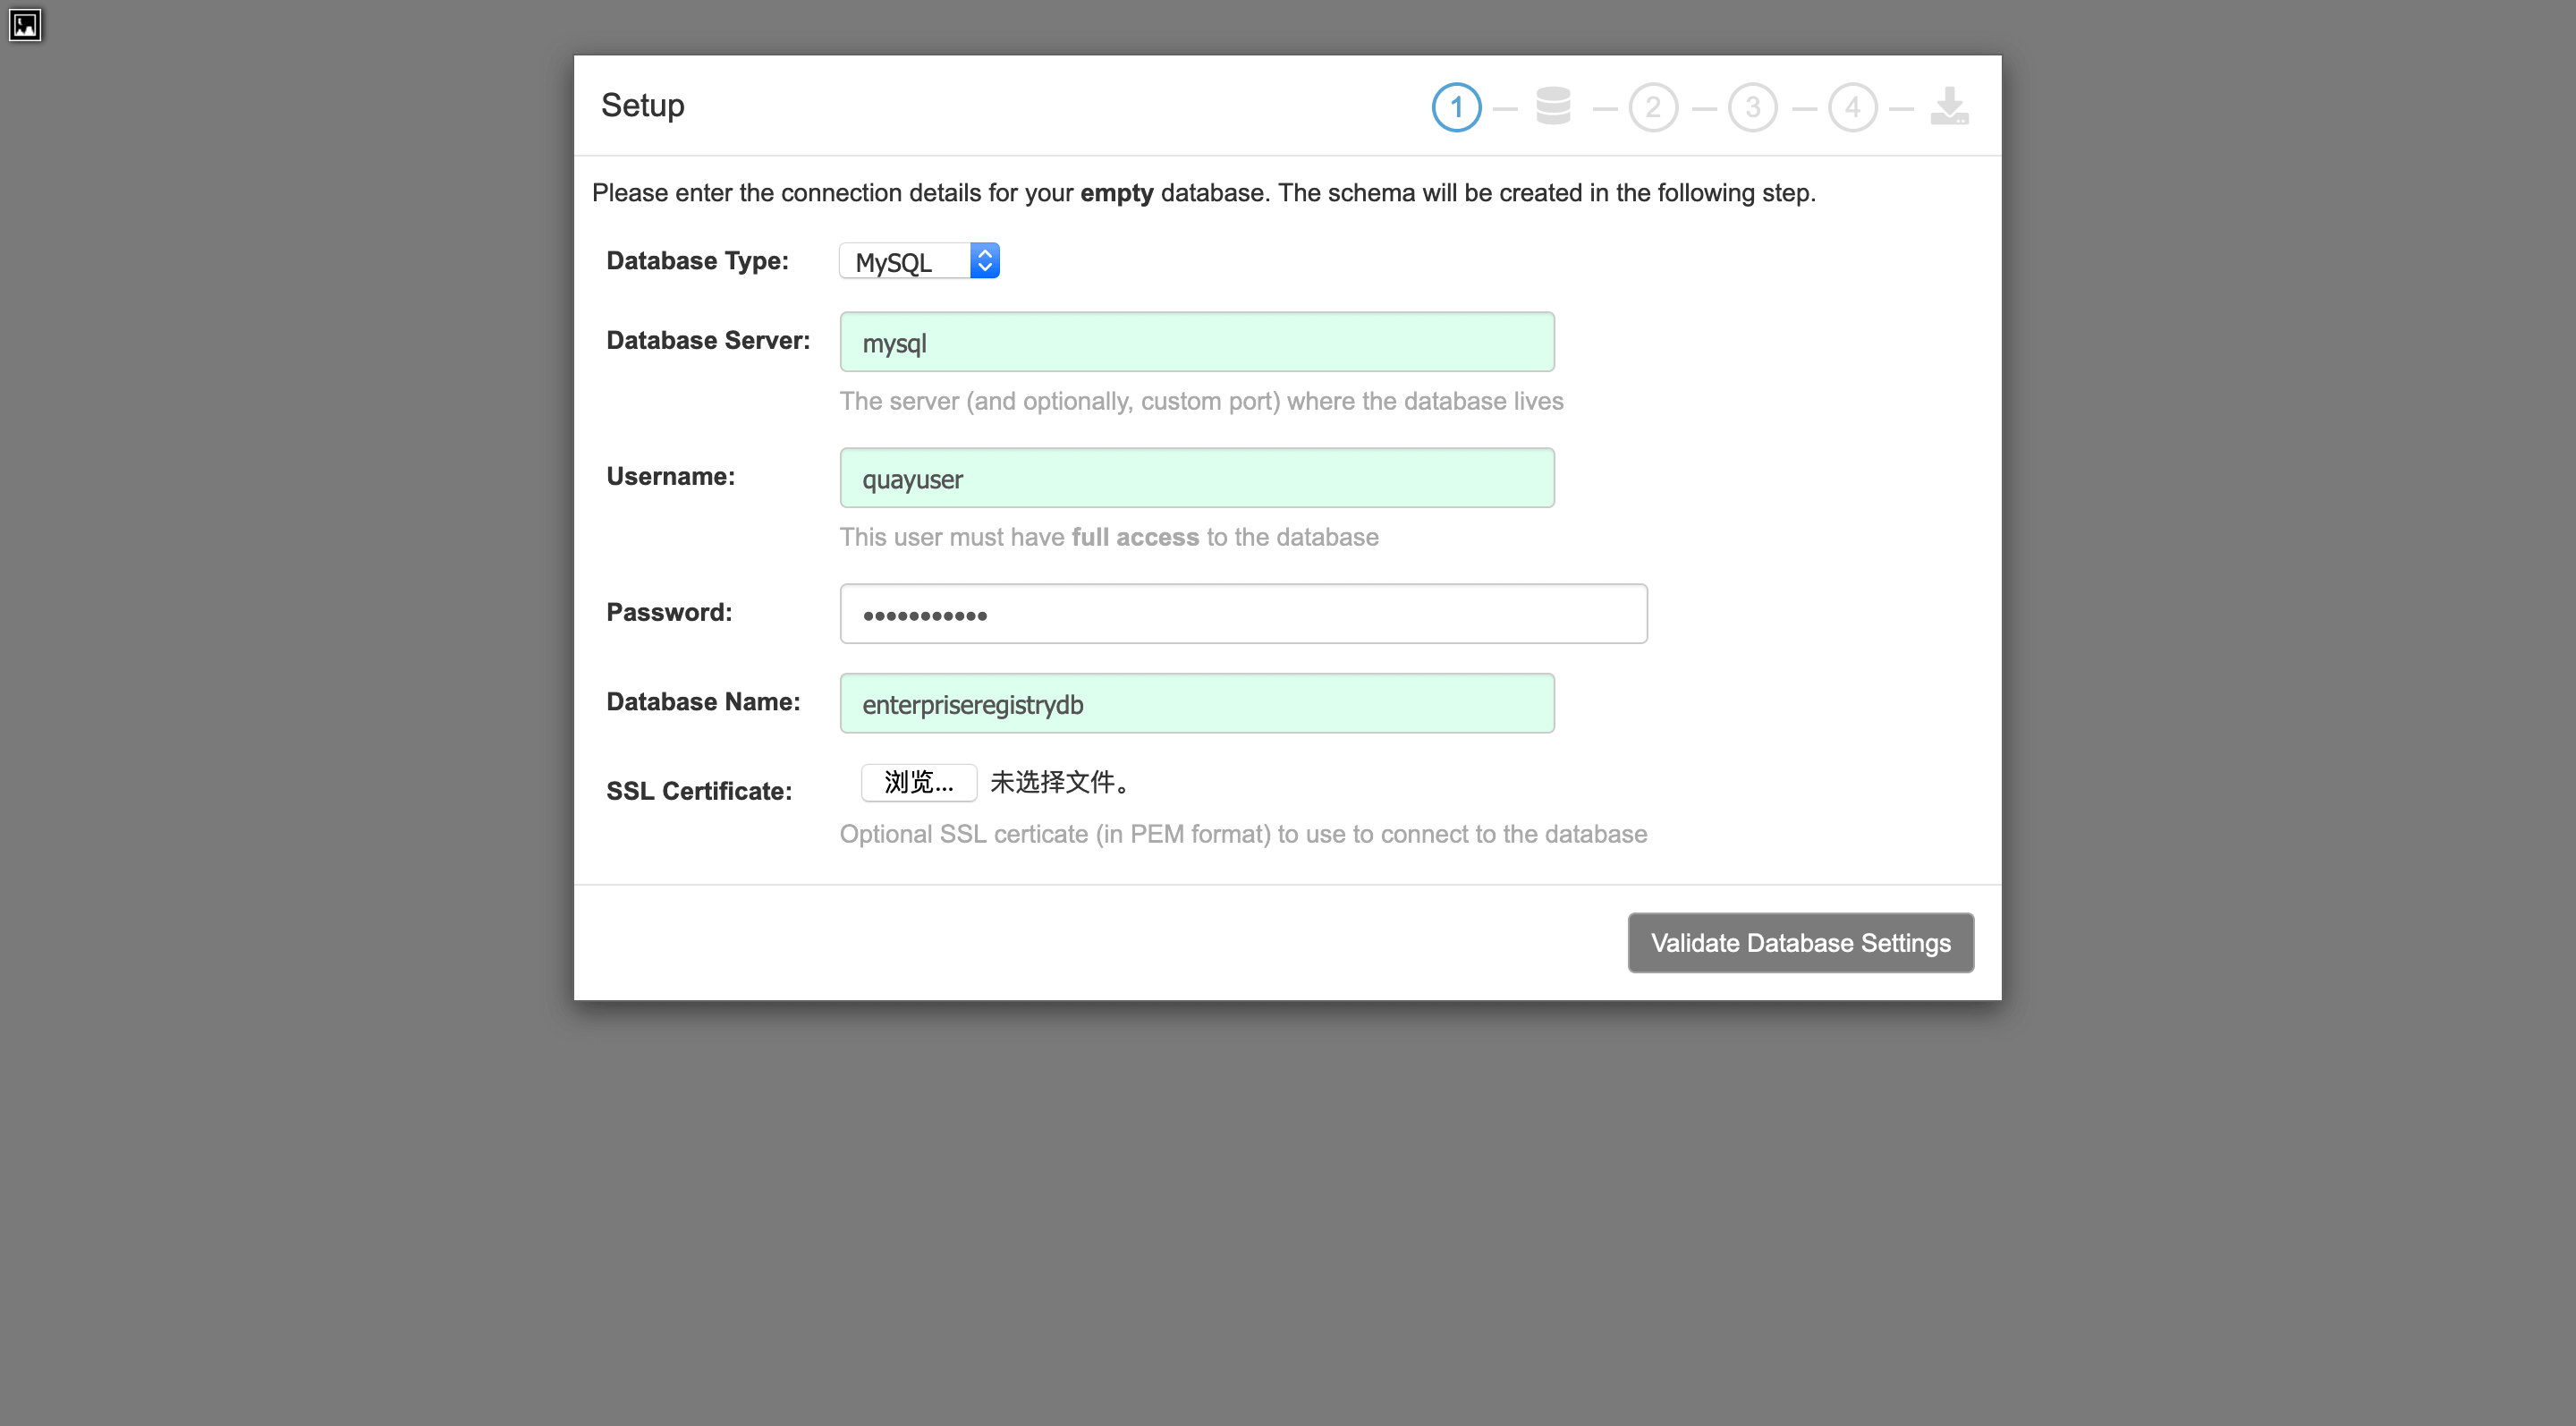 Setup
1 2 3 4
Please enter the connection details for your empty database. The schema will be created in the following step.
Database Type: MySQL
Database Server: mysql
The server (and optionally, custom port) where the database lives
Username: quayuser
This user must have full access to the database
Password: •••••••••••
Database Name: enterpriseregistrydb
SSL Certificate: 浏览... 未选择文件。
Optional SSL certicate (in PEM format) to use to connect to the database
Validate Database Settings